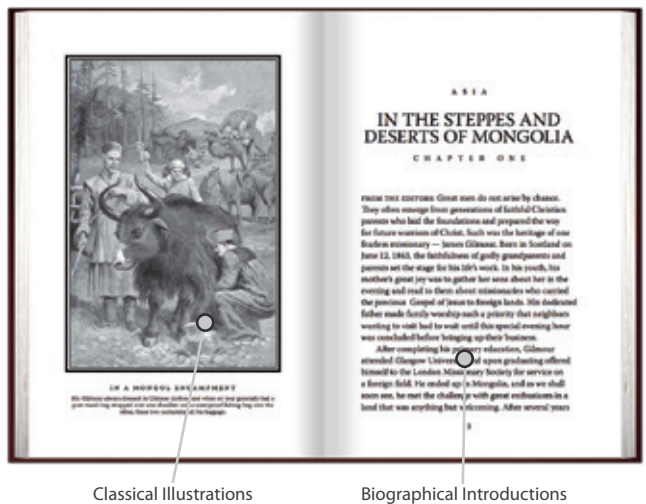 IN A MONGOL ENCAMPMENT
ASIA
IN THE STEPPES AND
DESERTS OF MONGOLIA
CHAPTER ONE
FROM THE EDITORS: Great men do not arise by chance.
They often emerge from generations of faithful Christian
parents who laid the foundations and prepared the way
for future warriors of Christ. Such was the heritage of one
fearless missionary — James Gilmour. Born in Scotland on
June 12, 1843, the faithfulness of godly grandparents and
parents set the stage for his life's work. In his youth, his
mother's great joy was to gather her sons about her in the
evening and read to them about missionaries who carried
the precious Gospel of Jesus to foreign lands. His dedicated
father made family worship such a priority that neighbors
wanting to visit had to wait until this special evening hour
was concluded before bringing up their business.
After completing his primary education, Gilmour
attended Glasgow and upon graduating offered
himself to the London Missionary Society for service on
a foreign field. He ended up in Mongolia, and as we shall
soon see, he met the challenge with great enthusiasm in a
land that was anything but welcoming. After several years
3
Classical Illustrations
Biographical Introductions